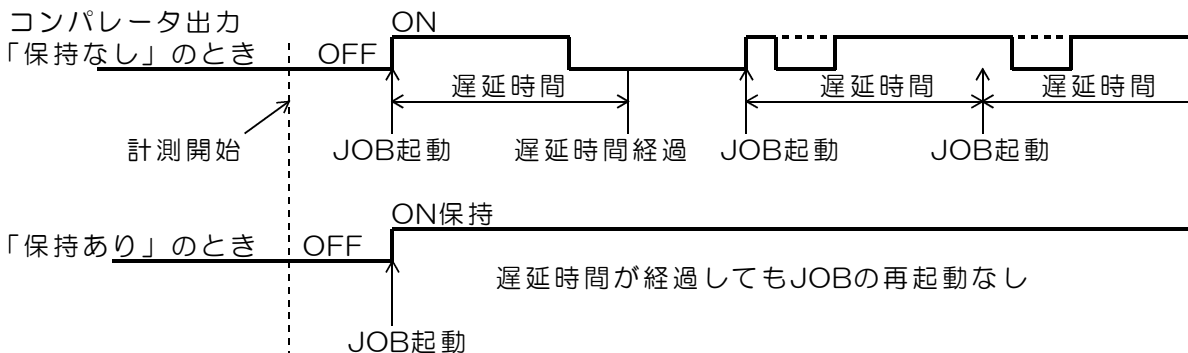 コンパレータ出力
ON
「保持なし」のとき OFF
遅延時間 遅延時間 遅延時間
計測開始 JOB起動 遅延時間経過 JOB起動 JOB起動
ON保持
「保持あり」のとき OFF
遅延時間が経過してもJOBの再起動なし
JOB起動